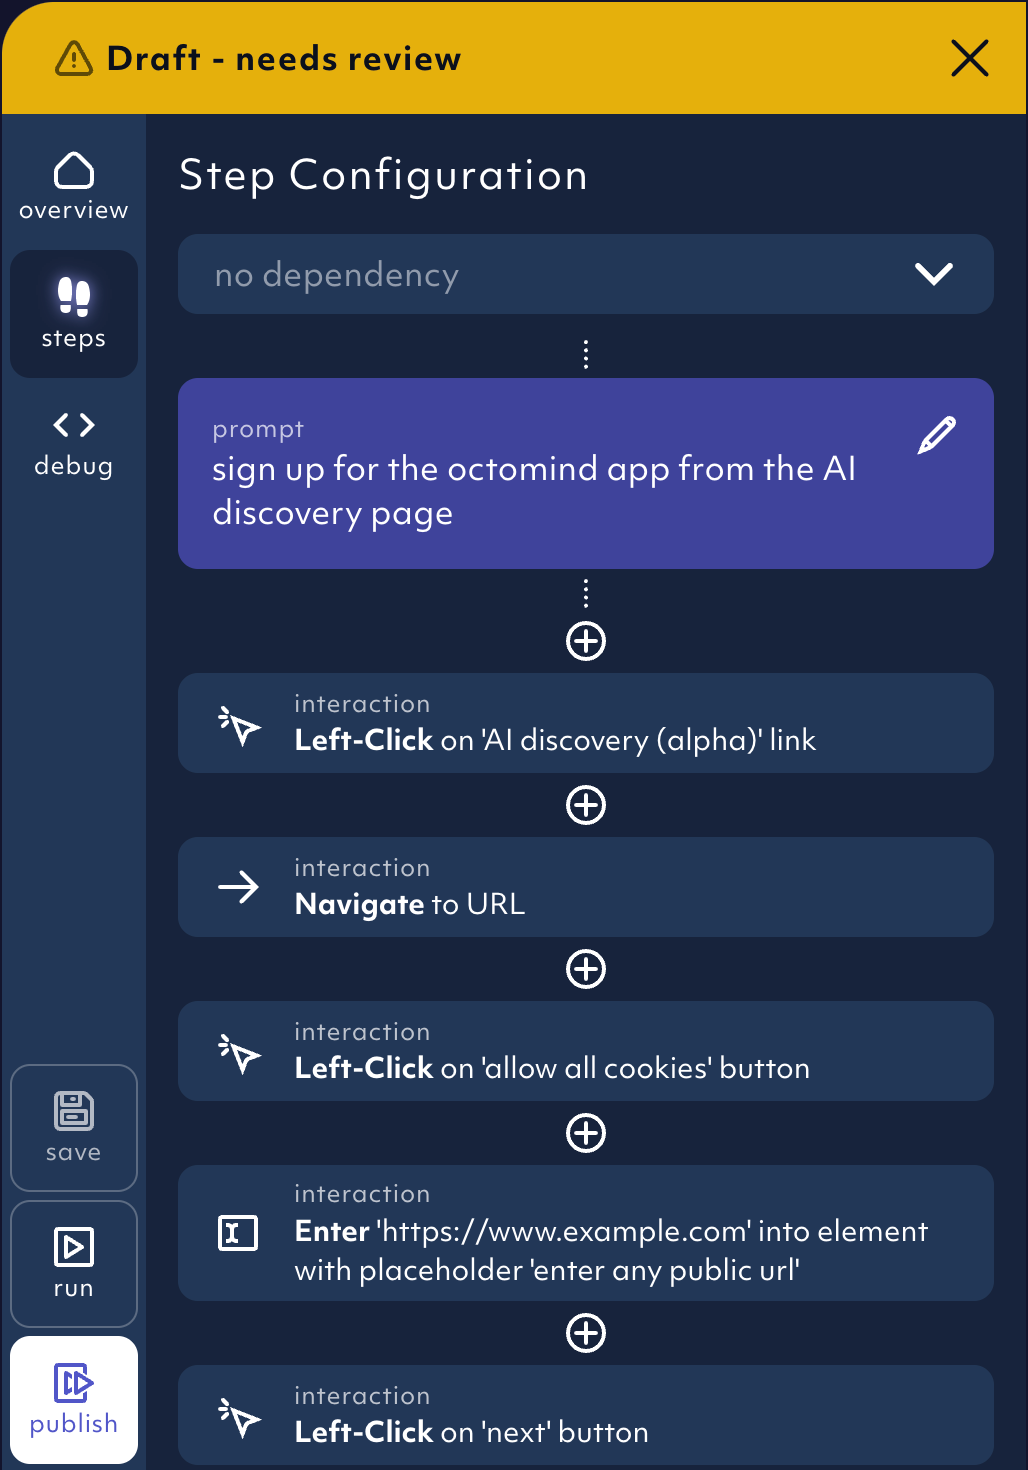 Draft - needs review
overview
steps
debug
Step Configuration
no dependency
prompt
sign up for the octomind app from the AI
discovery page
interaction
Left-Click on 'AI discovery (alpha)' link
interaction
Navigate to URL
interaction
Left-Click on 'allow all cookies' button
interaction
Enter 'https://www.example.com' into element
with placeholder 'enter any public url'
interaction
Left-Click on 'next' button
save
run
publish